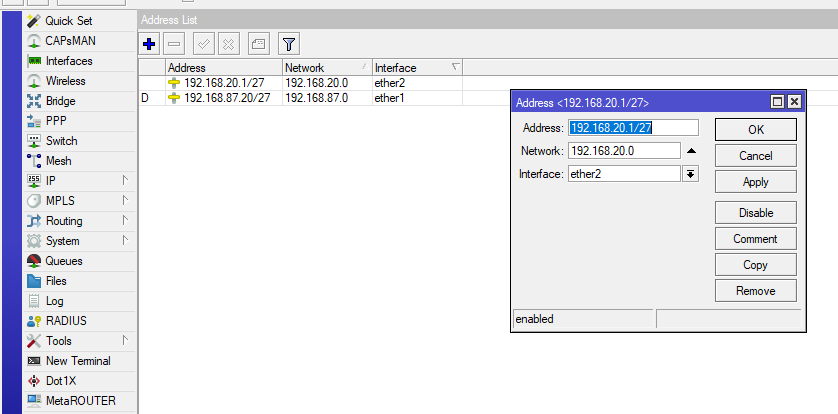 Quick Set
CAPsMAN
Interfaces
Wireless
Bridge
PPP
Switch
Mesh
IP
MPLS
Routing
System
Queues
Files
Log
RADIUS
Tools
New Terminal
Dot1X
MetaROUTER
Address List
Address Network Interface
192.168.20.1/27 192.168.20.0 ether2
D 192.168.87.20/27 192.168.87.0 ether1
Address <192.168.20.1/27>
Address: 192.168.20.1/27
Network: 192.168.20.0
Interface: ether2
OK
Cancel
Apply
Disable
Comment
Copy
Remove
enabled